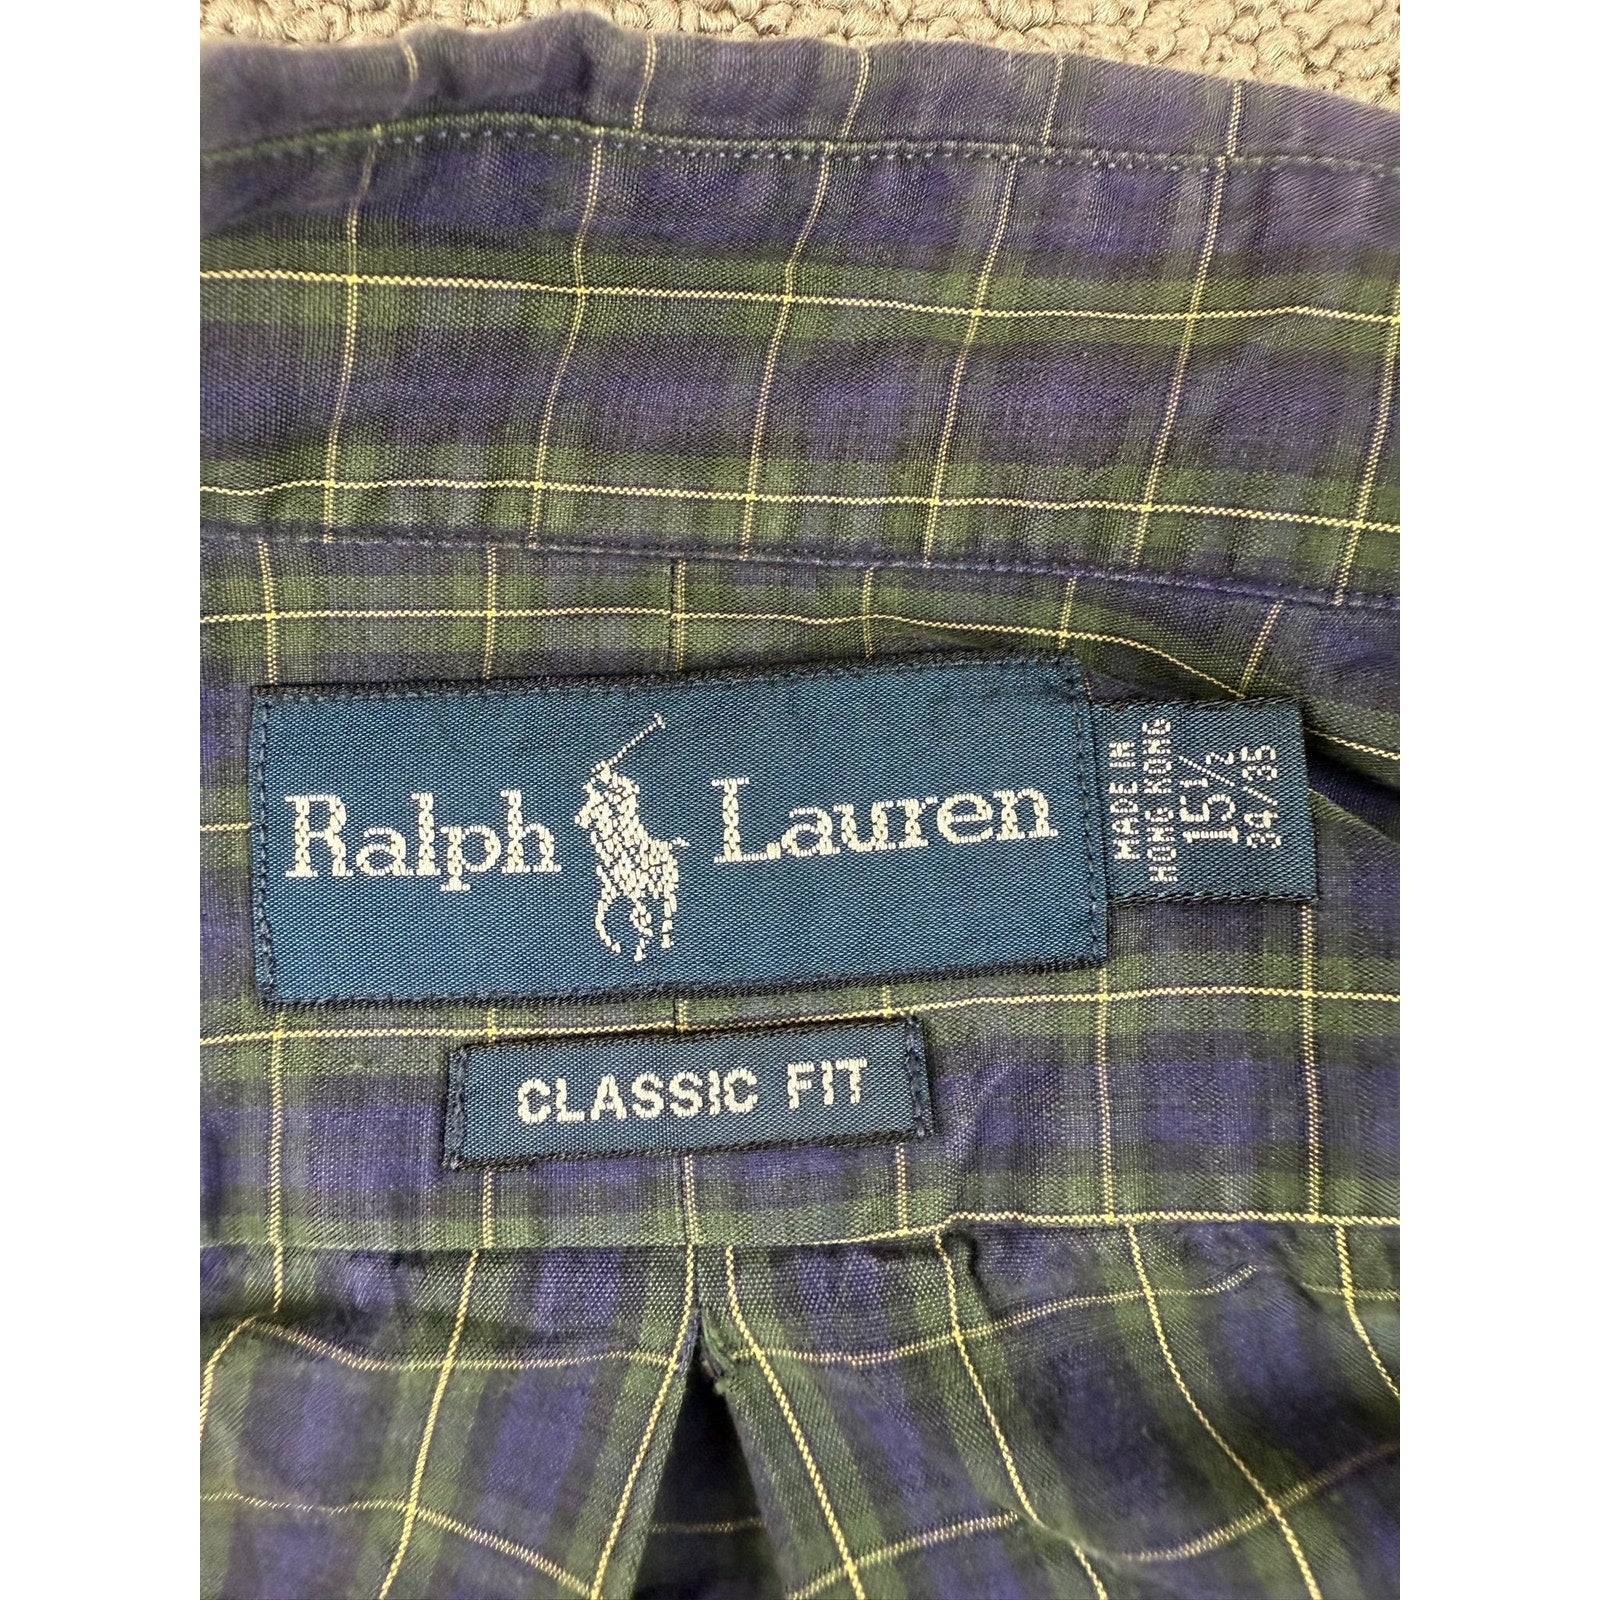 Ralph Lauren
MADE IN
HONG KONG
15 1/2
34/35
CLASSIC FIT